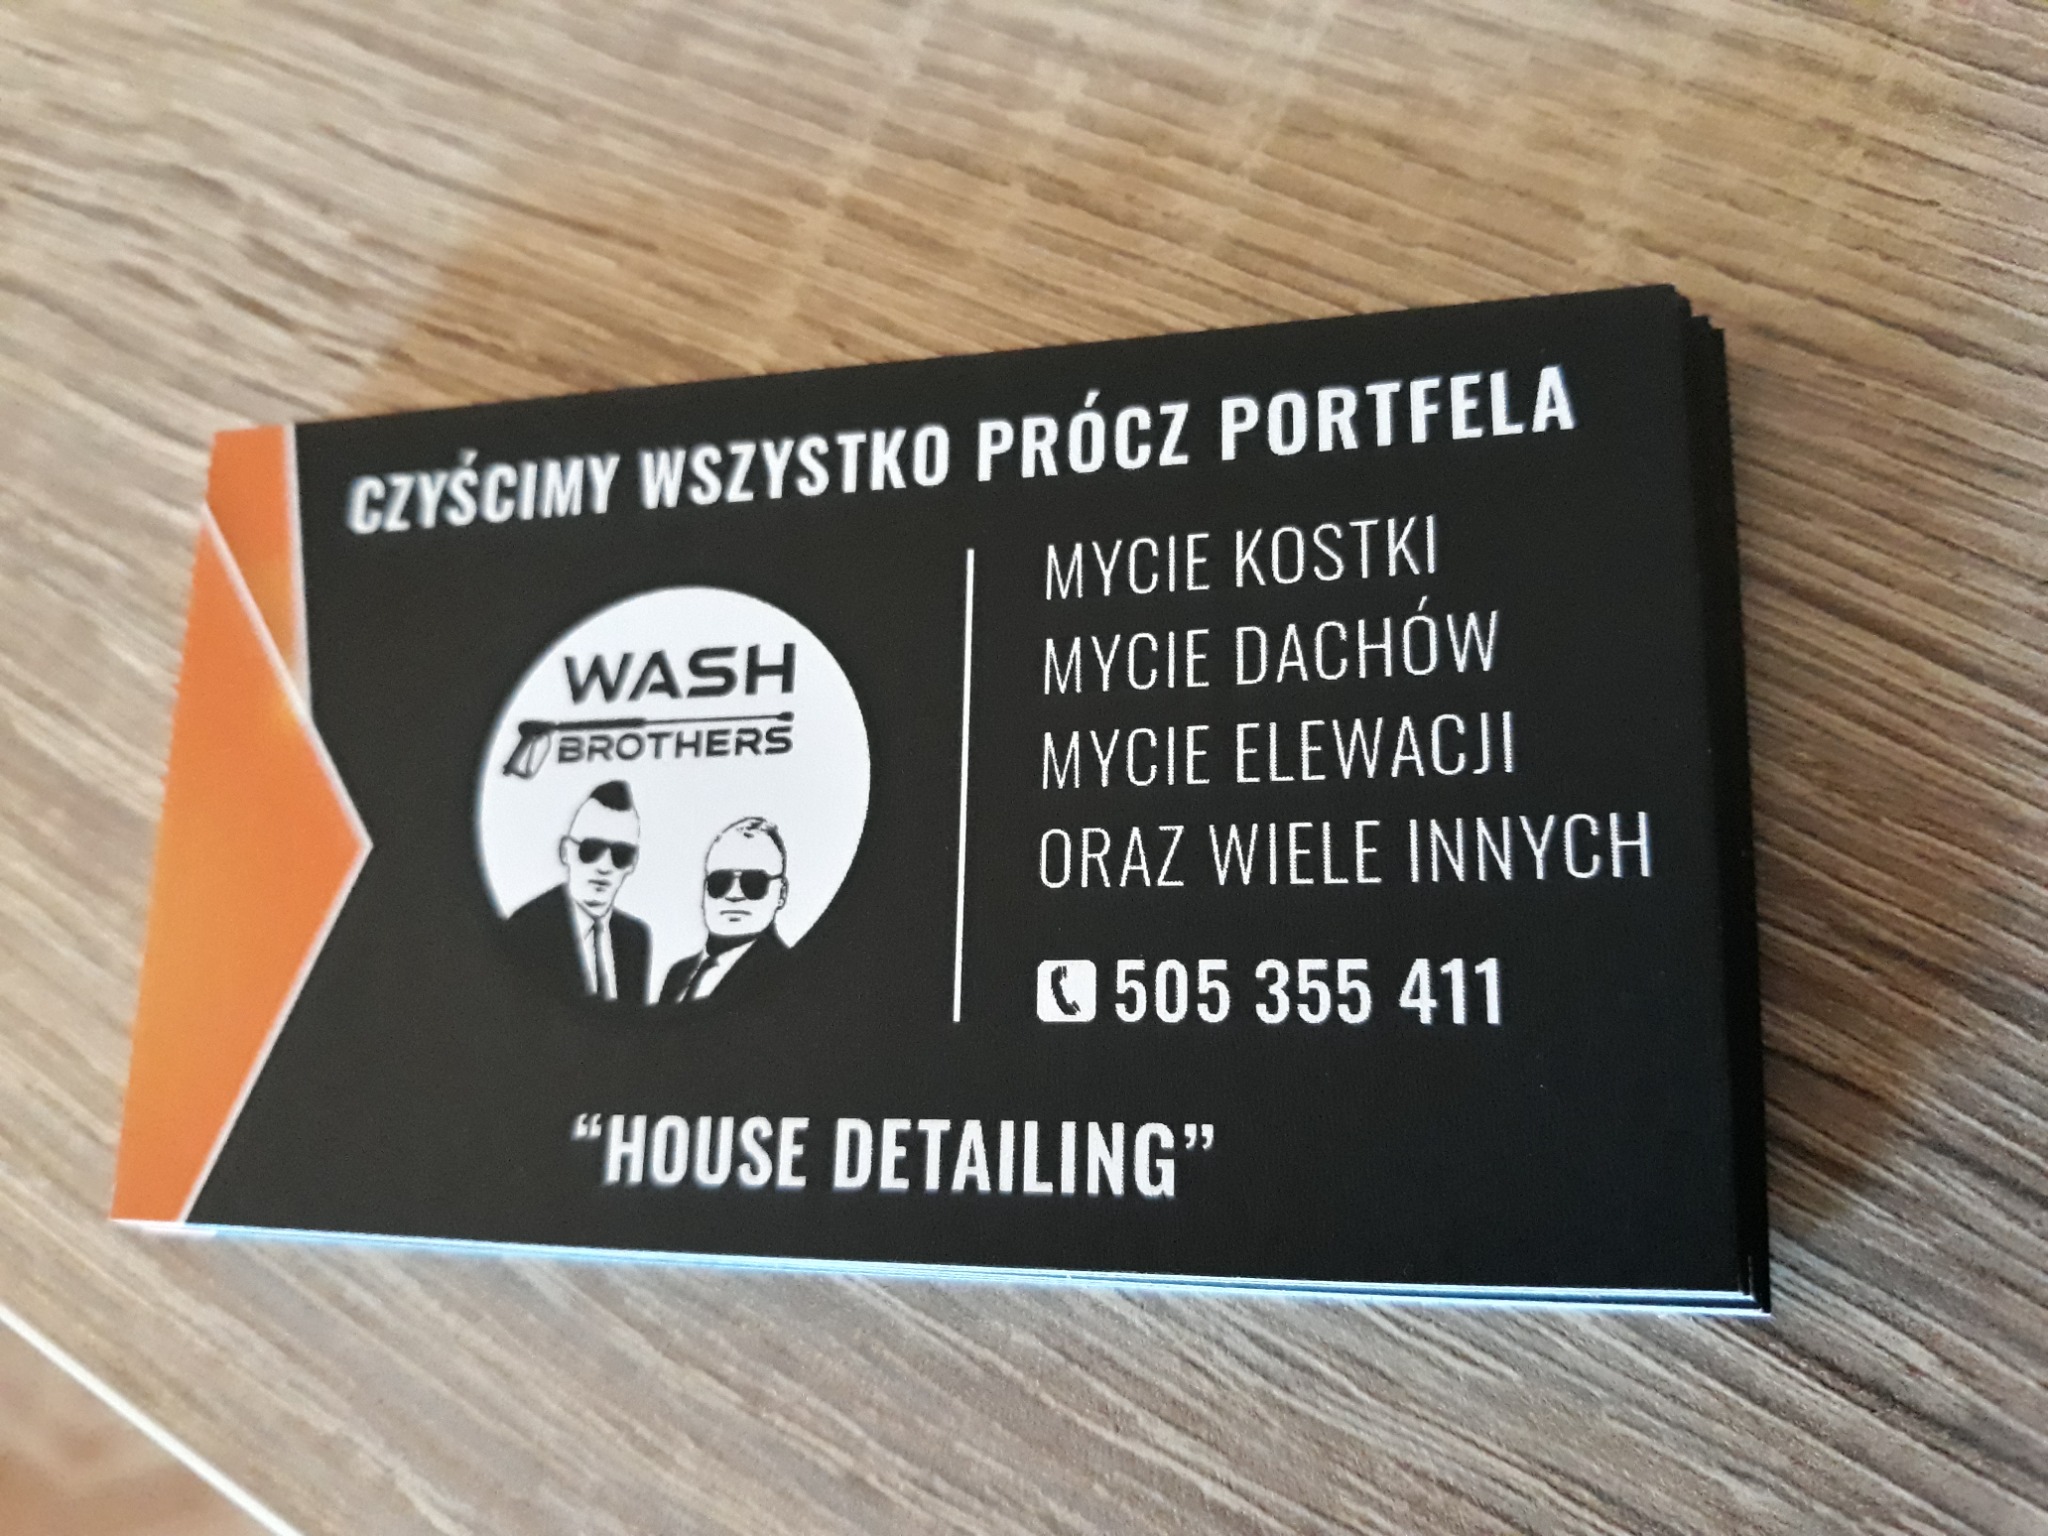 CZYŚCIMY WSZYSTKO PRÓCZ PORTFELA
WASH
BROTHERS
MYCIE KOSTKI
MYCIE DACHÓW
MYCIE ELEWACJI
ORAZ WIELE INNYCH
505 355 411
“HOUSE DETAILING”